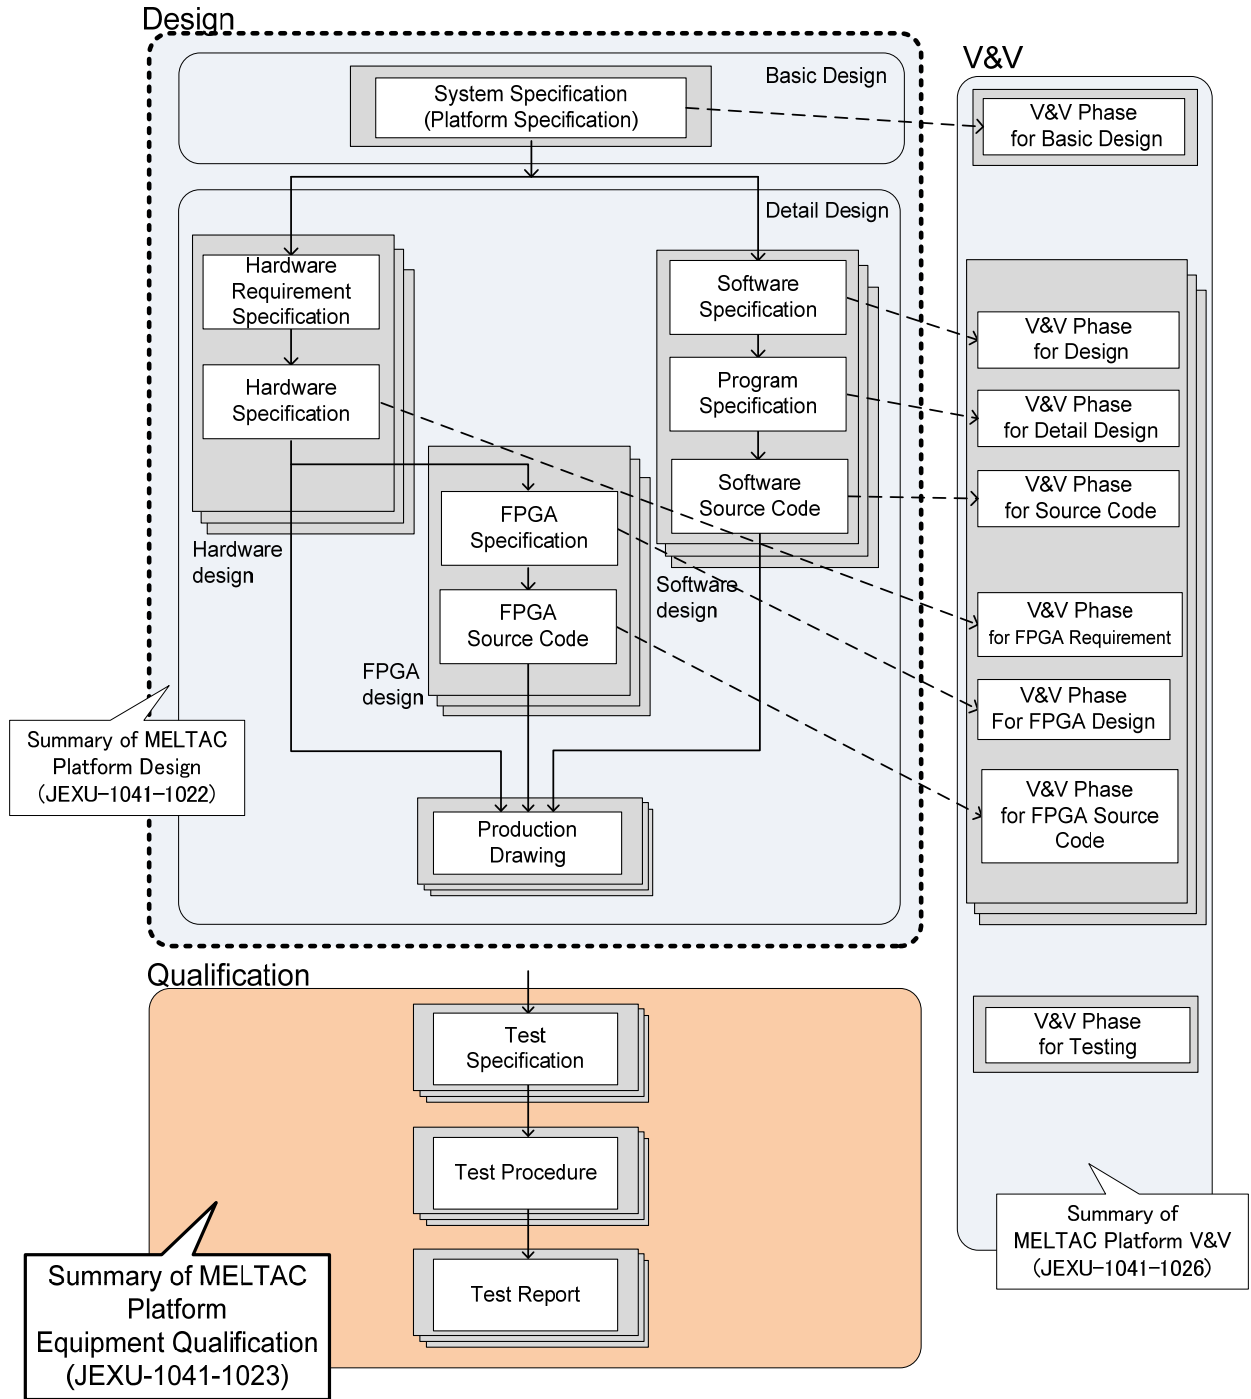 Design
Basic Design
System Specification
(Platform Specification)
Detail Design
Hardware
Requirement
Specification
Hardware
Specification
Hardware
design
Software
Specification
Program
Specification
Software
Source Code
Software
design
FPGA
Specification
FPGA
Source Code
FPGA
design
Production
Drawing
Summary of MELTAC
Platform Design
(JEXU-1041-1022)
V&V
V&V Phase
for Basic Design
V&V Phase
for Design
V&V Phase
for Detail Design
V&V Phase
for Source Code
V&V Phase
for FPGA Requirement
V&V Phase
For FPGA Design
V&V Phase
for FPGA Source
Code
V&V Phase
for Testing
Summary of
MELTAC Platform V&V
(JEXU-1041-1026)
Qualification
Test
Specification
Test Procedure
Test Report
Summary of MELTAC
Platform
Equipment Qualification
(JEXU-1041-1023)